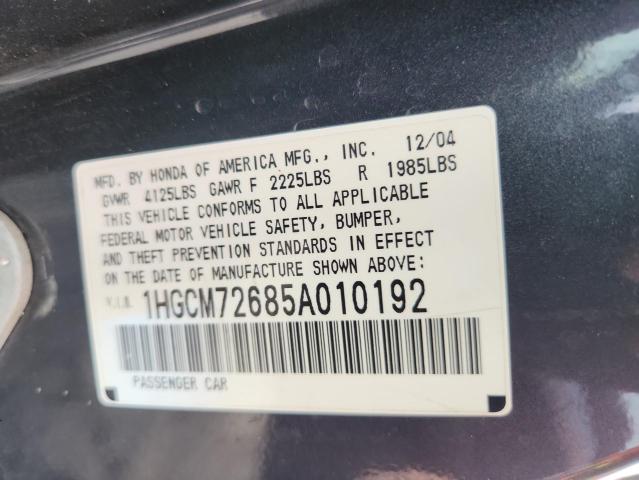 MFD. BY HONDA OF AMERICA MFG., INC. 12/04
GVWR 4125LBS GAWR F 2225LBS R 1985LBS
THIS VEHICLE CONFORMS TO ALL APPLICABLE
FEDERAL MOTOR VEHICLE SAFETY, BUMPER,
AND THEFT PREVENTION STANDARDS IN EFFECT
ON THE DATE OF MANUFACTURE SHOWN ABOVE:
V.I.N. 1HGCM72685A010192
PASSENGER CAR